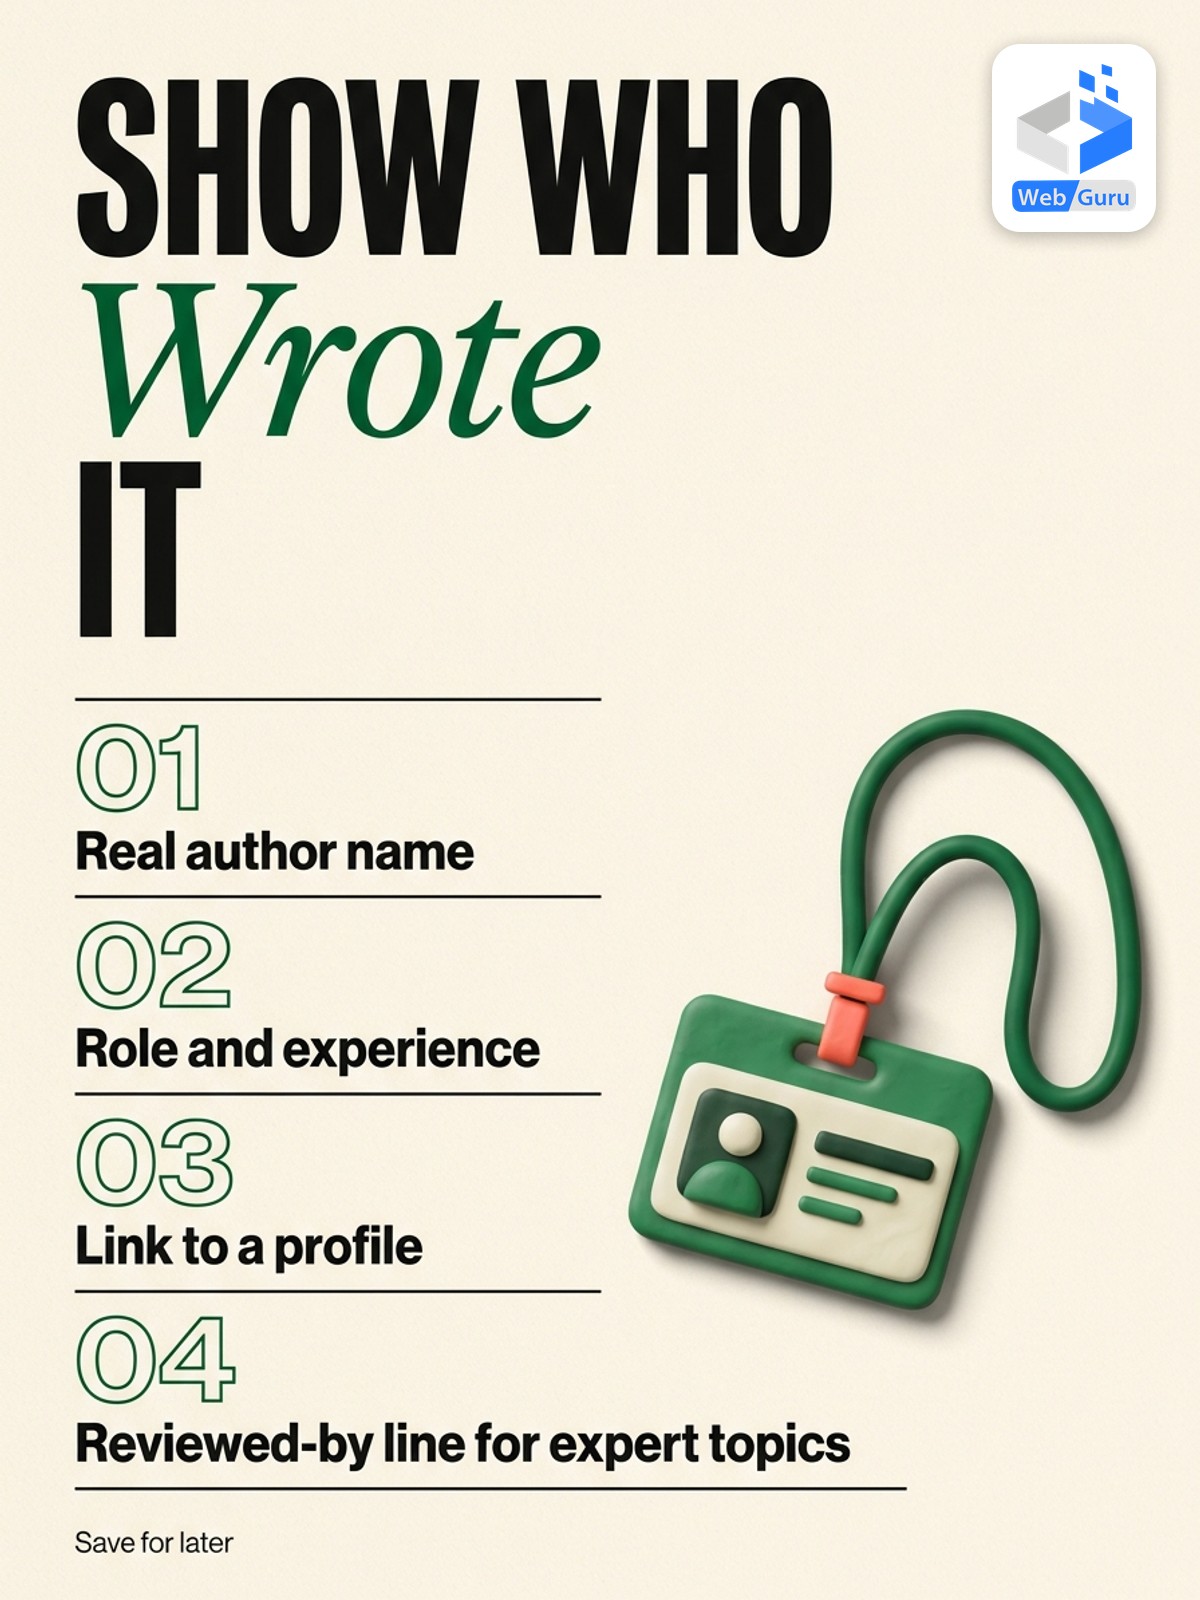 SHOW WHO
Wrote
IT
Web Guru
01
Real author name
02
Role and experience
03
Link to a profile
04
Reviewed-by line for expert topics
Save for later